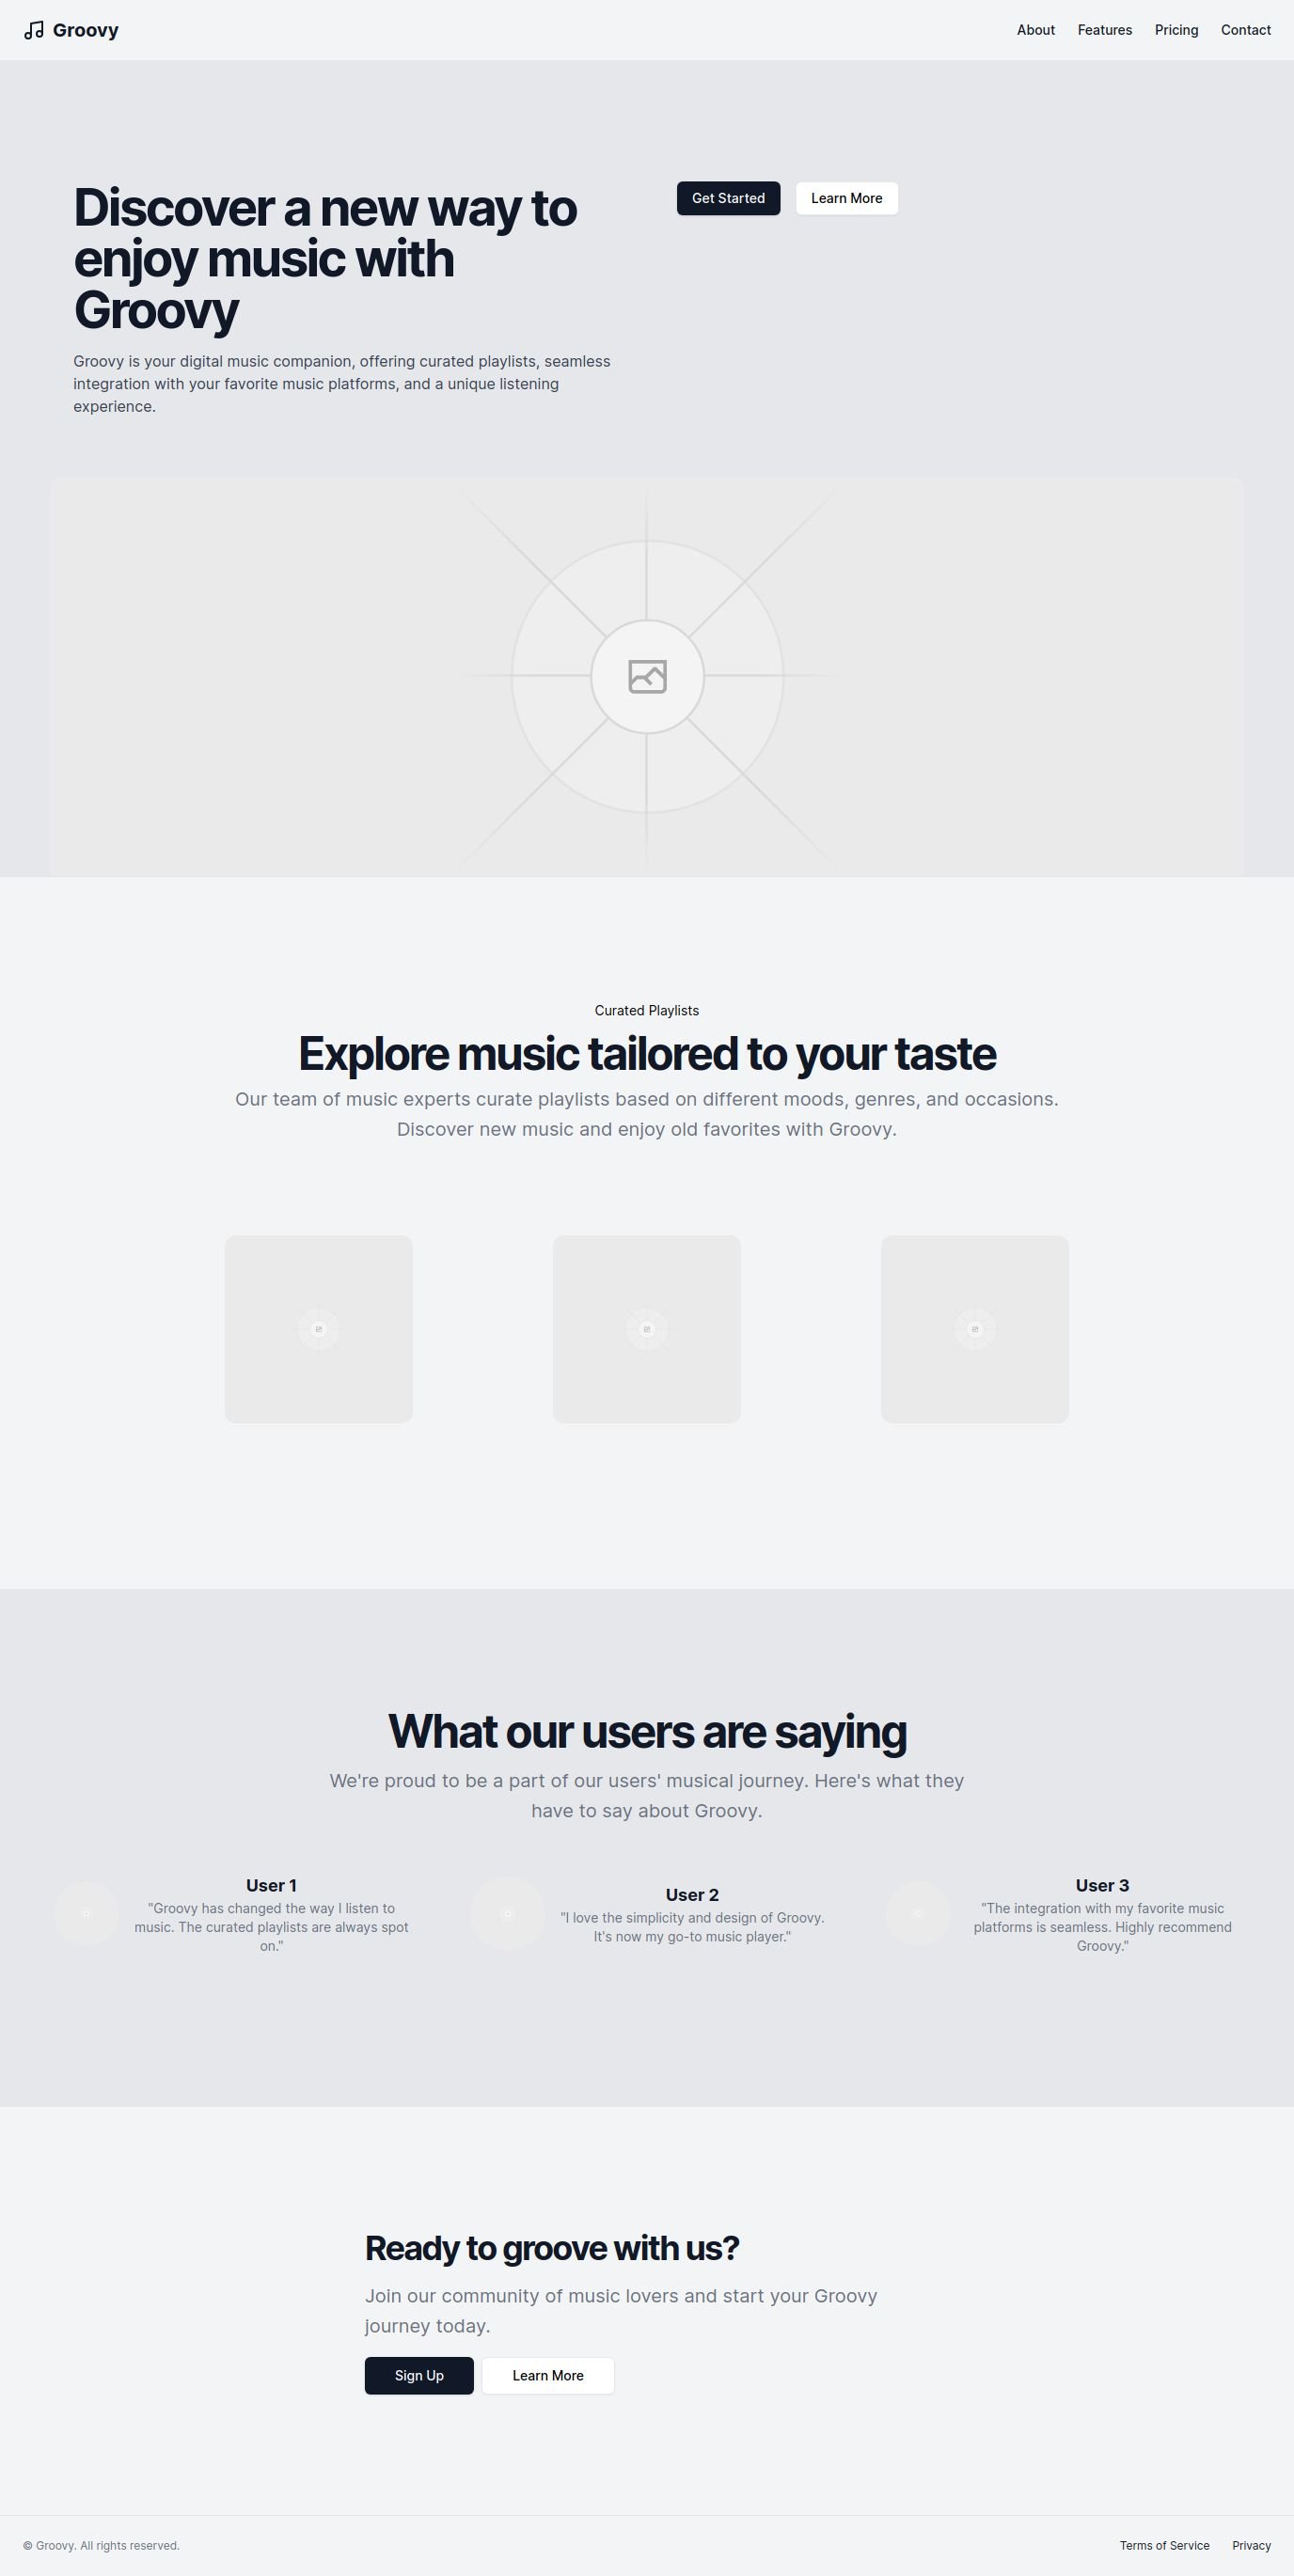 Groovy
About Features Pricing Contact
Discover a new way to
enjoy music with
Groovy
Groovy is your digital music companion, offering curated playlists, seamless
integration with your favorite music platforms, and a unique listening
experience.
Get Started Learn More
Curated Playlists
Explore music tailored to your taste
Our team of music experts curate playlists based on different moods, genres, and occasions.
Discover new music and enjoy old favorites with Groovy.
What our users are saying
We're proud to be a part of our users' musical journey. Here's what they
have to say about Groovy.
User 1
"Groovy has changed the way I listen to
music. The curated playlists are always spot
on."
User 2
"I love the simplicity and design of Groovy.
It's now my go-to music player."
User 3
"The integration with my favorite music
platforms is seamless. Highly recommend
Groovy."
Ready to groove with us?
Join our community of music lovers and start your Groovy
journey today.
Sign Up Learn More
© Groovy. All rights reserved.
Terms of Service Privacy